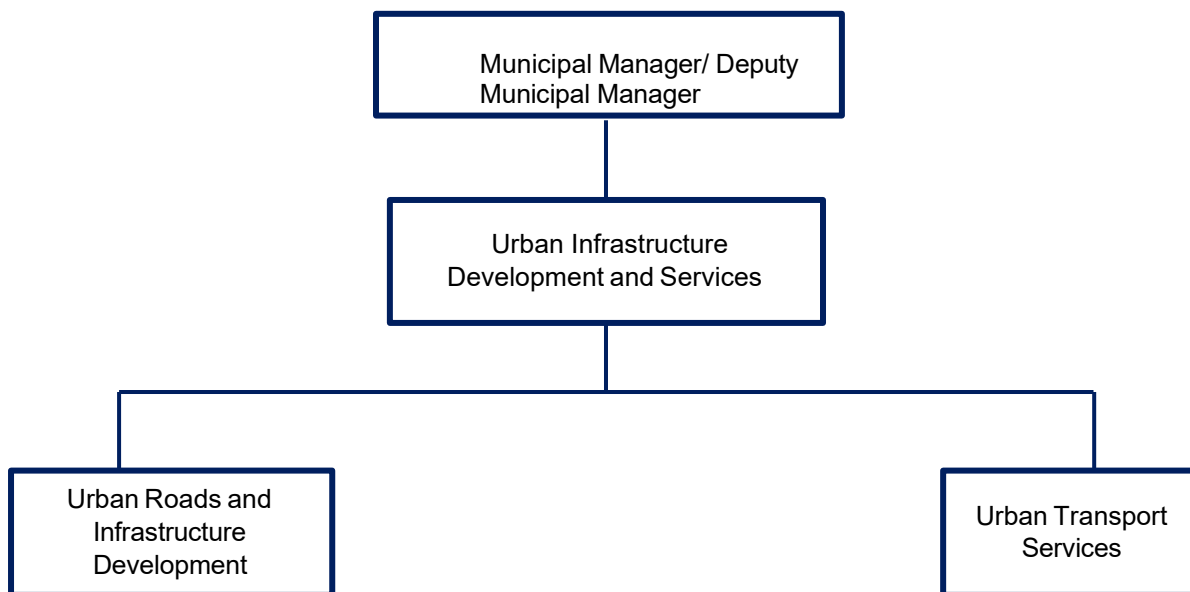 Municipal Manager/ Deputy
Municipal Manager
Urban Infrastructure
Development and Services
Urban Roads and
Infrastructure
Development
Urban Transport
Services